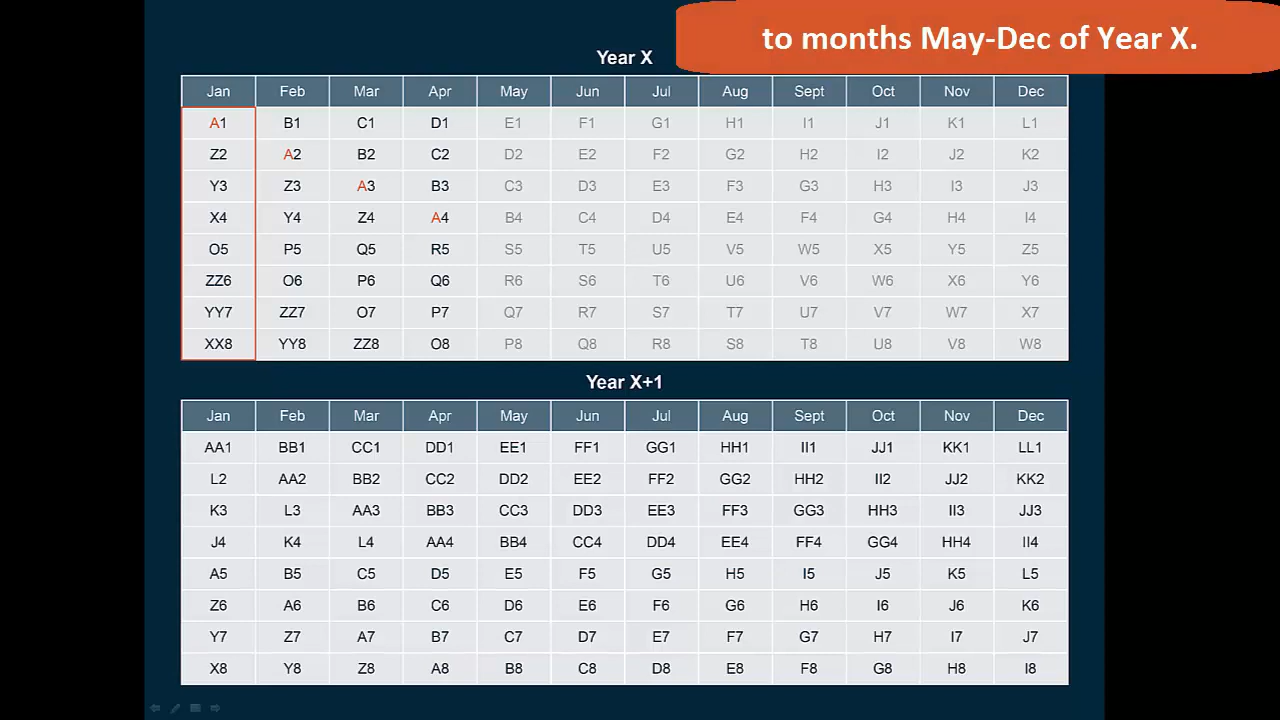 to months May-Dec of Year X.
Year X
Jan Feb Mar Apr May Jun Jul Aug Sept Oct Nov Dec
A1 B1 C1 D1 E1 F1 G1 H1 I1 J1 K1 L1
Z2 A2 B2 C2 D2 E2 F2 G2 H2 I2 J2 K2
Y3 Z3 A3 B3 C3 D3 E3 F3 G3 H3 I3 J3
X4 Y4 Z4 A4 B4 C4 D4 E4 F4 G4 H4 I4
O5 P5 Q5 R5 S5 T5 U5 V5 W5 X5 Y5 Z5
ZZ6 O6 P6 Q6 R6 S6 T6 U6 V6 W6 X6 Y6
YY7 ZZ7 O7 P7 Q7 R7 S7 T7 U7 V7 W7 X7
XX8 YY8 ZZ8 O8 P8 Q8 R8 S8 T8 U8 V8 W8
Year X+1
Jan Feb Mar Apr May Jun Jul Aug Sept Oct Nov Dec
AA1 BB1 CC1 DD1 EE1 FF1 GG1 HH1 II1 JJ1 KK1 LL1
L2 AA2 BB2 CC2 DD2 EE2 FF2 GG2 HH2 II2 JJ2 KK2
K3 L3 AA3 BB3 CC3 DD3 EE3 FF3 GG3 HH3 II3 JJ3
J4 K4 L4 AA4 BB4 CC4 DD4 EE4 FF4 GG4 HH4 II4
A5 B5 C5 D5 E5 F5 G5 H5 I5 J5 K5 L5
Z6 A6 B6 C6 D6 E6 F6 G6 H6 I6 J6 K6
Y7 Z7 A7 B7 C7 D7 E7 F7 G7 H7 I7 J7
X8 Y8 Z8 A8 B8 C8 D8 E8 F8 G8 H8 I8